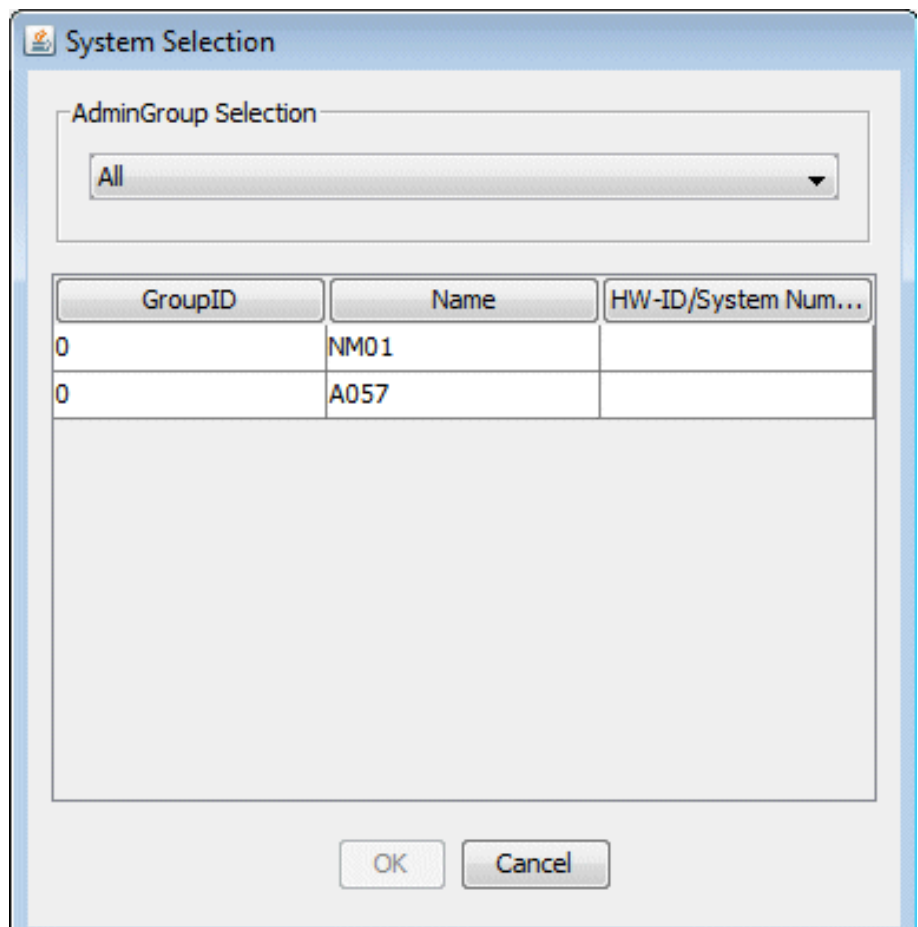 System Selection
AdminGroup Selection
All
GroupID Name HW-ID/System Num...
0 NM01
0 A057
OK Cancel